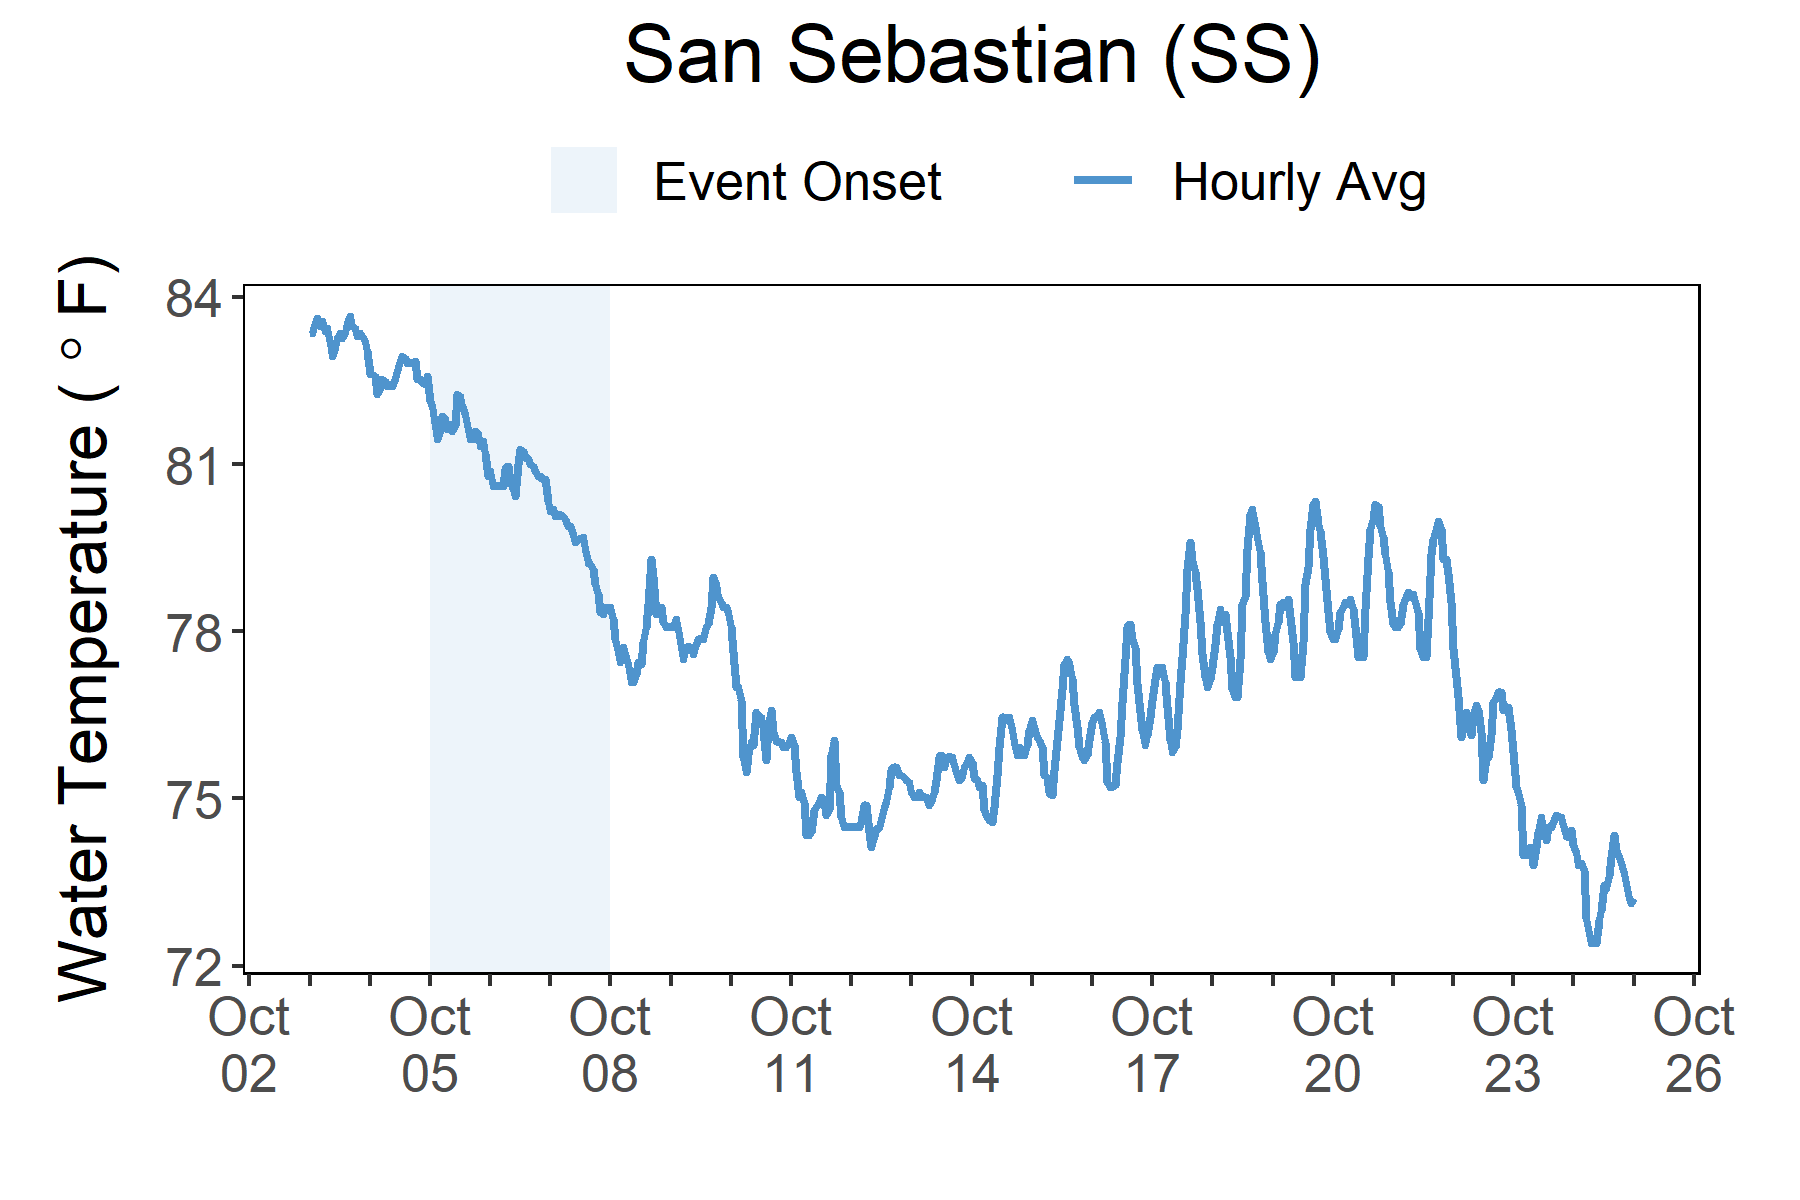 San Sebastian (SS)
Event Onset
Hourly Avg
Water Temperature ( ° F)
84
81
78
75
72
Oct 02
Oct 05
Oct 08
Oct 11
Oct 14
Oct 17
Oct 20
Oct 23
Oct 26